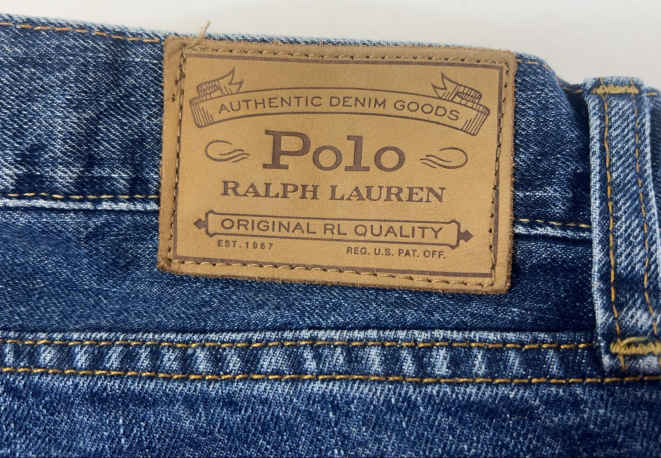 AUTHENTIC DENIM GOODS
Polo
RALPH LAUREN
ORIGINAL RL QUALITY
EST. 1967 REG. U.S. PAT. OFF.